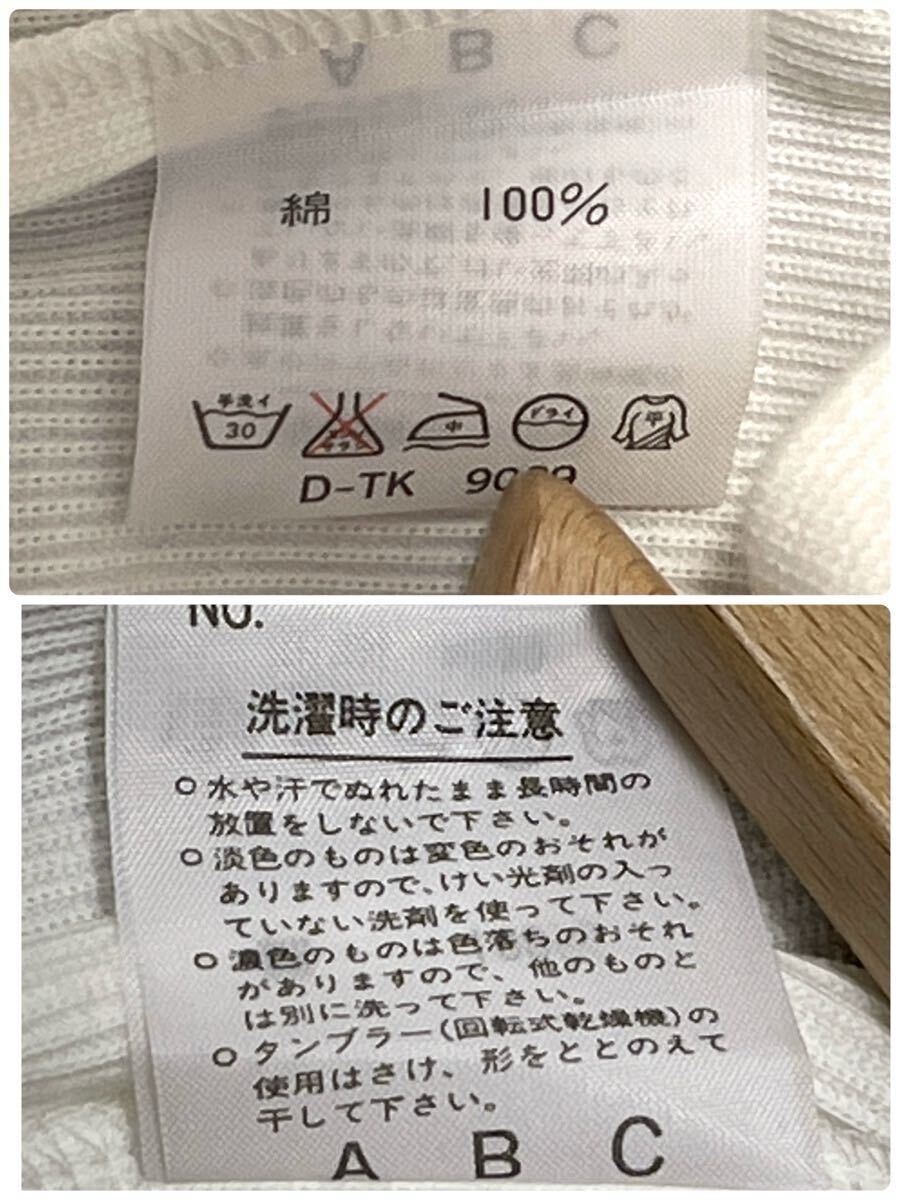 A B C
綿 100%
手洗イ
30
中
ドライ
平
D-TK
NO.
洗濯時のご注意
○ 水や汗でぬれたまま長時間の
放置をしないで下さい。
○ 淡色のものは変色のおそれが
ありますので、けい光剤の入っ
ていない洗剤を使って下さい。
○ 濃色のものは色落ちのおそれ
がありますので、他のものと
は別に洗って下さい。
○ タンブラー(回転式乾燥機)の
使用はさけ、形をととのえて
干して下さい。
A B C